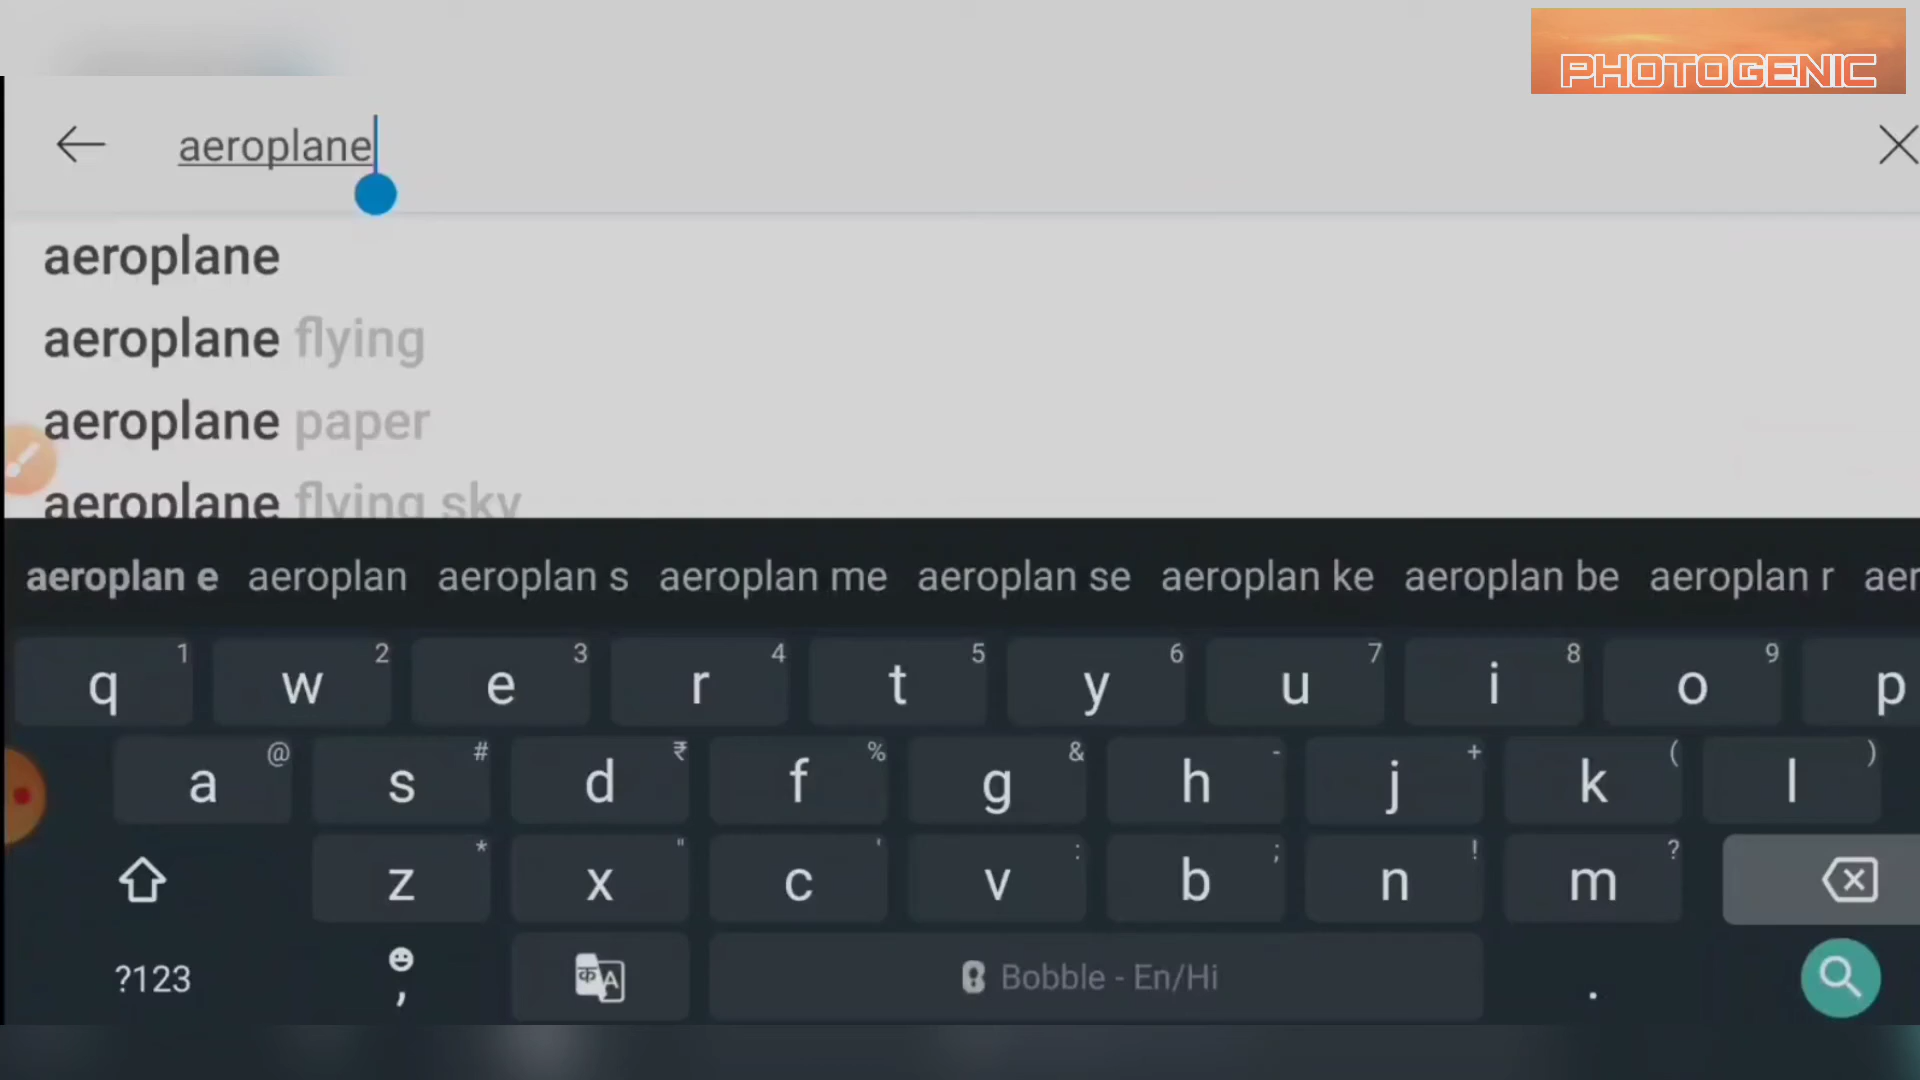 PHOTOGENIC
aeroplane
aeroplane
aeroplane flying
aeroplane paper
aeroplane flying sky
aeroplan e aeroplan aeroplan s aeroplan me aeroplan se aeroplan ke aeroplan be aeroplan r aer
1 2 3 4 5 6 7 8 9
q w e r t y u i o p
@ # ₹ % & - + ( )
a s d f g h j k l
* " ' : ; ! ?
z x c v b n m
?123 , क A Bobble - En/Hi .